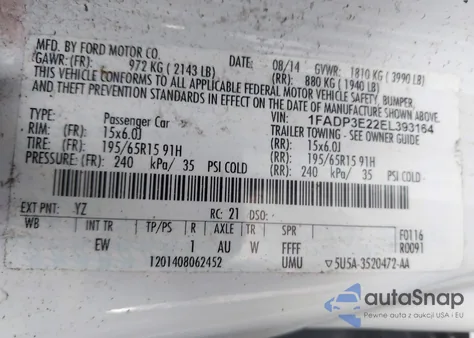 MFD. BY FORD MOTOR CO.
DATE: 08/14 GVWR: 1810 KG (3990 LB)
GAWR: (FR): 972 KG (2143 LB) (RR): 880 KG (1940 LB)
THIS VEHICLE CONFORMS TO ALL APPLICABLE FEDERAL MOTOR VEHICLE SAFETY, BUMPER,
AND THEFT PREVENTION STANDARDS IN EFFECT ON THE DATE OF MANUFACTURE SHOWN ABOVE.
VIN: 1FADP3E22EL393164
Passenger Car TRAILER TOWING - SEE OWNER GUIDE
RIM: (FR) 15x6.0J (RR) 15x6.0J
TIRE: (FR) 195/65R15 91H (RR) 195/65R15 91H
PRESSURE: (FR) 240 kPa/ 35 PSI COLD (RR) 240 kPa/ 35 PSI COLD
EXT PNT: YZ RC: 21 DSO:
WB INT TR TP/PS R AXLE TR SPR F0116
EW 1 AU W FFFF R0091
1201408062452 UMU ▽5U5A-3520472-AA
autoSnap
Pewne auta z USA i Kanady